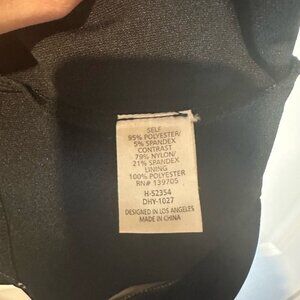 SELF
95% POLYESTER/
5% SPANDEX
CONTRAST
79% NYLON/
21% SPANDEX
LINING
100% POLYESTER
RN# 139705
H-S2354
DHY-1027
DESIGNED IN LOS ANGELES
MADE IN CHINA